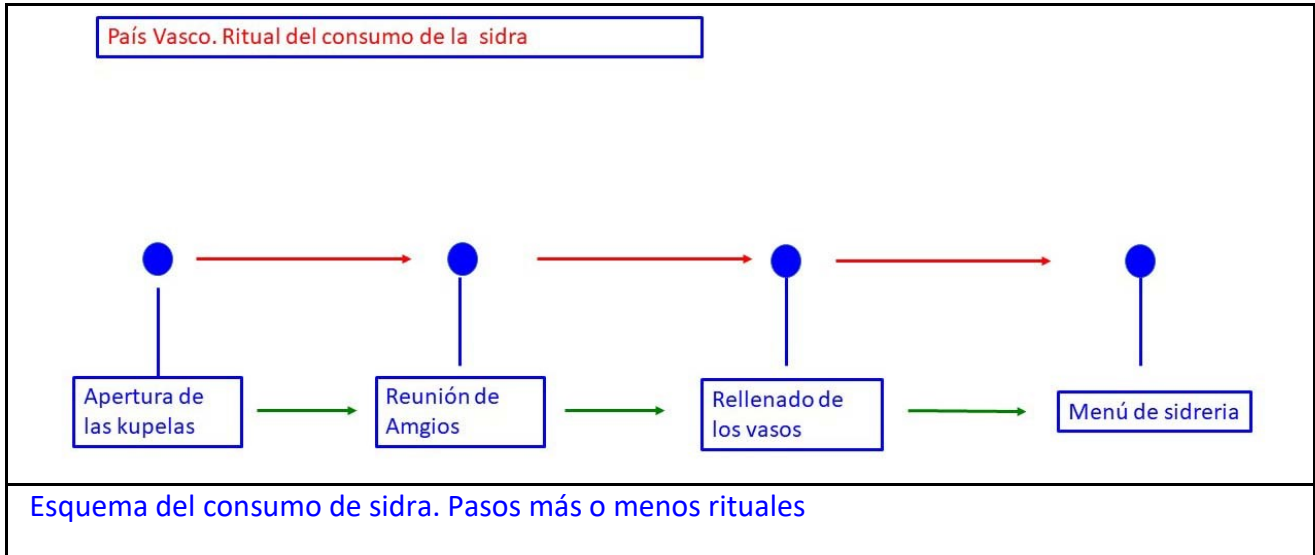 País Vasco. Ritual del consumo de la sidra
Apertura de
las kupelas
Reunión de
Amgios
Rellenado de
los vasos
Menú de sidreria
Esquema del consumo de sidra. Pasos más o menos rituales